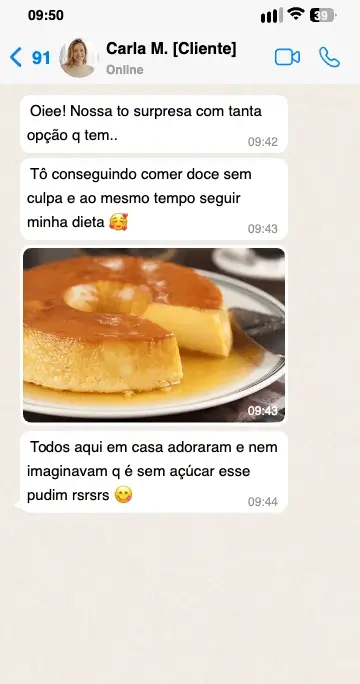 09:50
39
91
Carla M. [Cliente]
Online
Oiee! Nossa to surpresa com tanta
opção q tem..
09:42
Tô conseguindo comer doce sem
culpa e ao mesmo tempo seguir
minha dieta 🥰
09:43
09:43
Todos aqui em casa adoraram e nem
imaginavam q é sem açúcar esse
pudim rsrsrs 😋
09:44